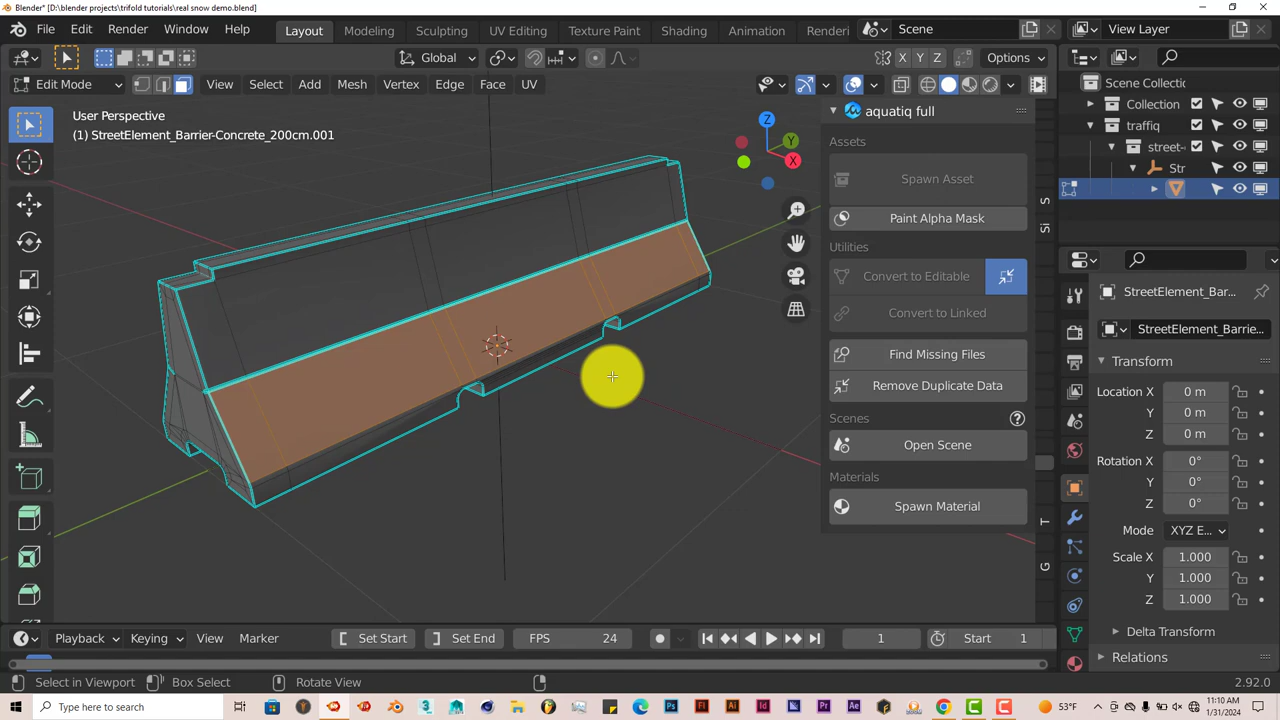 Blender* [D:\blender projects\trifold tutorials\real snow demo.blend]
File Edit Render Window Help Layout Modeling Sculpting UV Editing Texture Paint Shading Animation Renderi Scene View Layer
Global X Y Z Options
Edit Mode View Select Add Mesh Vertex Edge Face UV
User Perspective
(1) StreetElement_Barrier-Concrete_200cm.001
Z
Y
X
aquatiq full
Assets
Spawn Asset
Paint Alpha Mask
Utilities
Convert to Editable
Convert to Linked
Find Missing Files
Remove Duplicate Data
Scenes
Open Scene
Materials
Spawn Material
S
Si
T
G
Scene Collectic
Collection
traffiq
street-
Str
StreetElement_Bar...
StreetElement_Barrie...
Transform
Location X 0 m
Y 0 m
Z 0 m
Rotation X 0°
Y 0°
Z 0°
Mode XYZ E...
Scale X 1.000
Y 1.000
Z 1.000
Delta Transform
Relations
Playback Keying View Marker Set Start Set End FPS 24 1 Start 1
Select in Viewport Box Select Rotate View 2.92.0
Type here to search 53°F 11:10 AM
1/31/2024